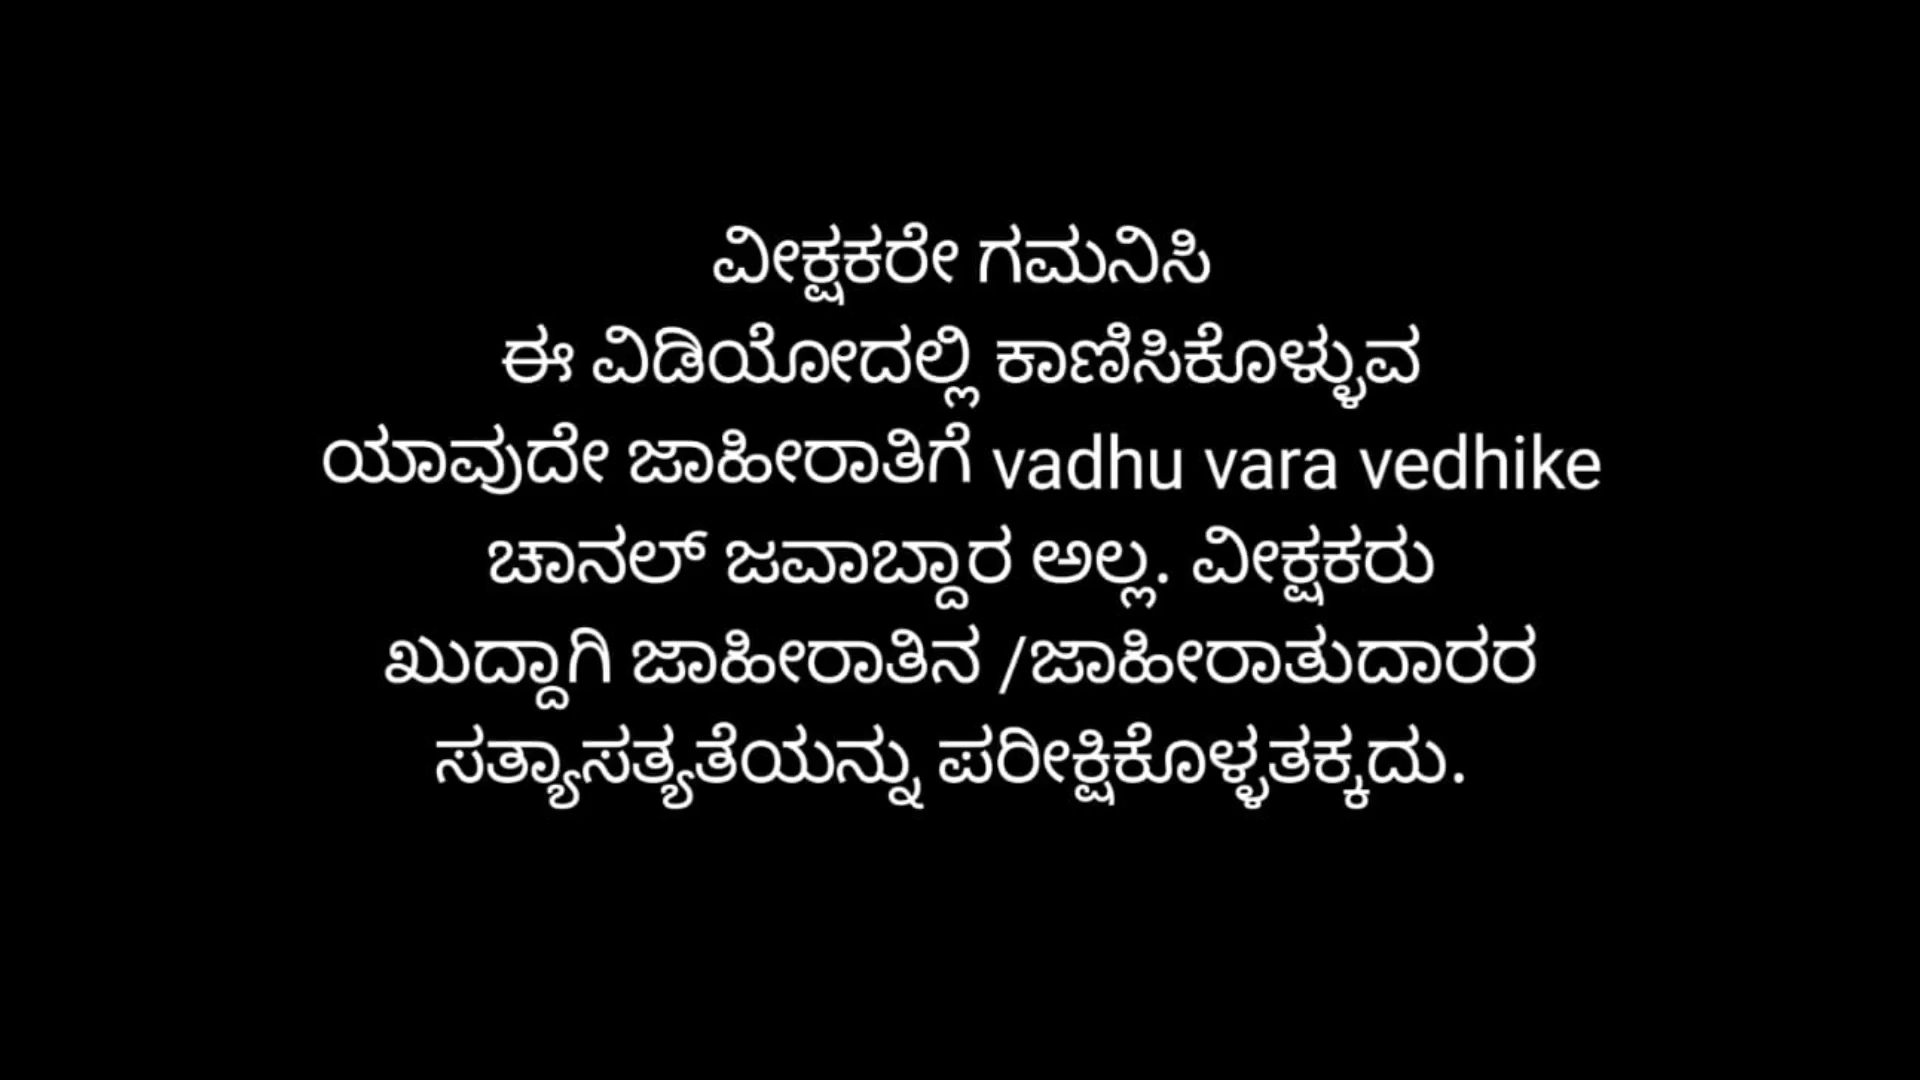 ವೀಕ್ಷಕರೇ ಗಮನಿಸಿ
ಈ ವಿಡಿಯೋದಲ್ಲಿ ಕಾಣಿಸಿಕೊಳ್ಳುವ
ಯಾವುದೇ ಜಾಹೀರಾತಿಗೆ vadhu vara vedhike
ಚಾನಲ್ ಜವಾಬ್ದಾರ ಅಲ್ಲ. ವೀಕ್ಷಕರು
ಖುದ್ದಾಗಿ ಜಾಹೀರಾತಿನ /ಜಾಹೀರಾತುದಾರರ
ಸತ್ಯಾಸತ್ಯತೆಯನ್ನು ಪರೀಕ್ಷಿಕೊಳ್ಳತಕ್ಕದು.